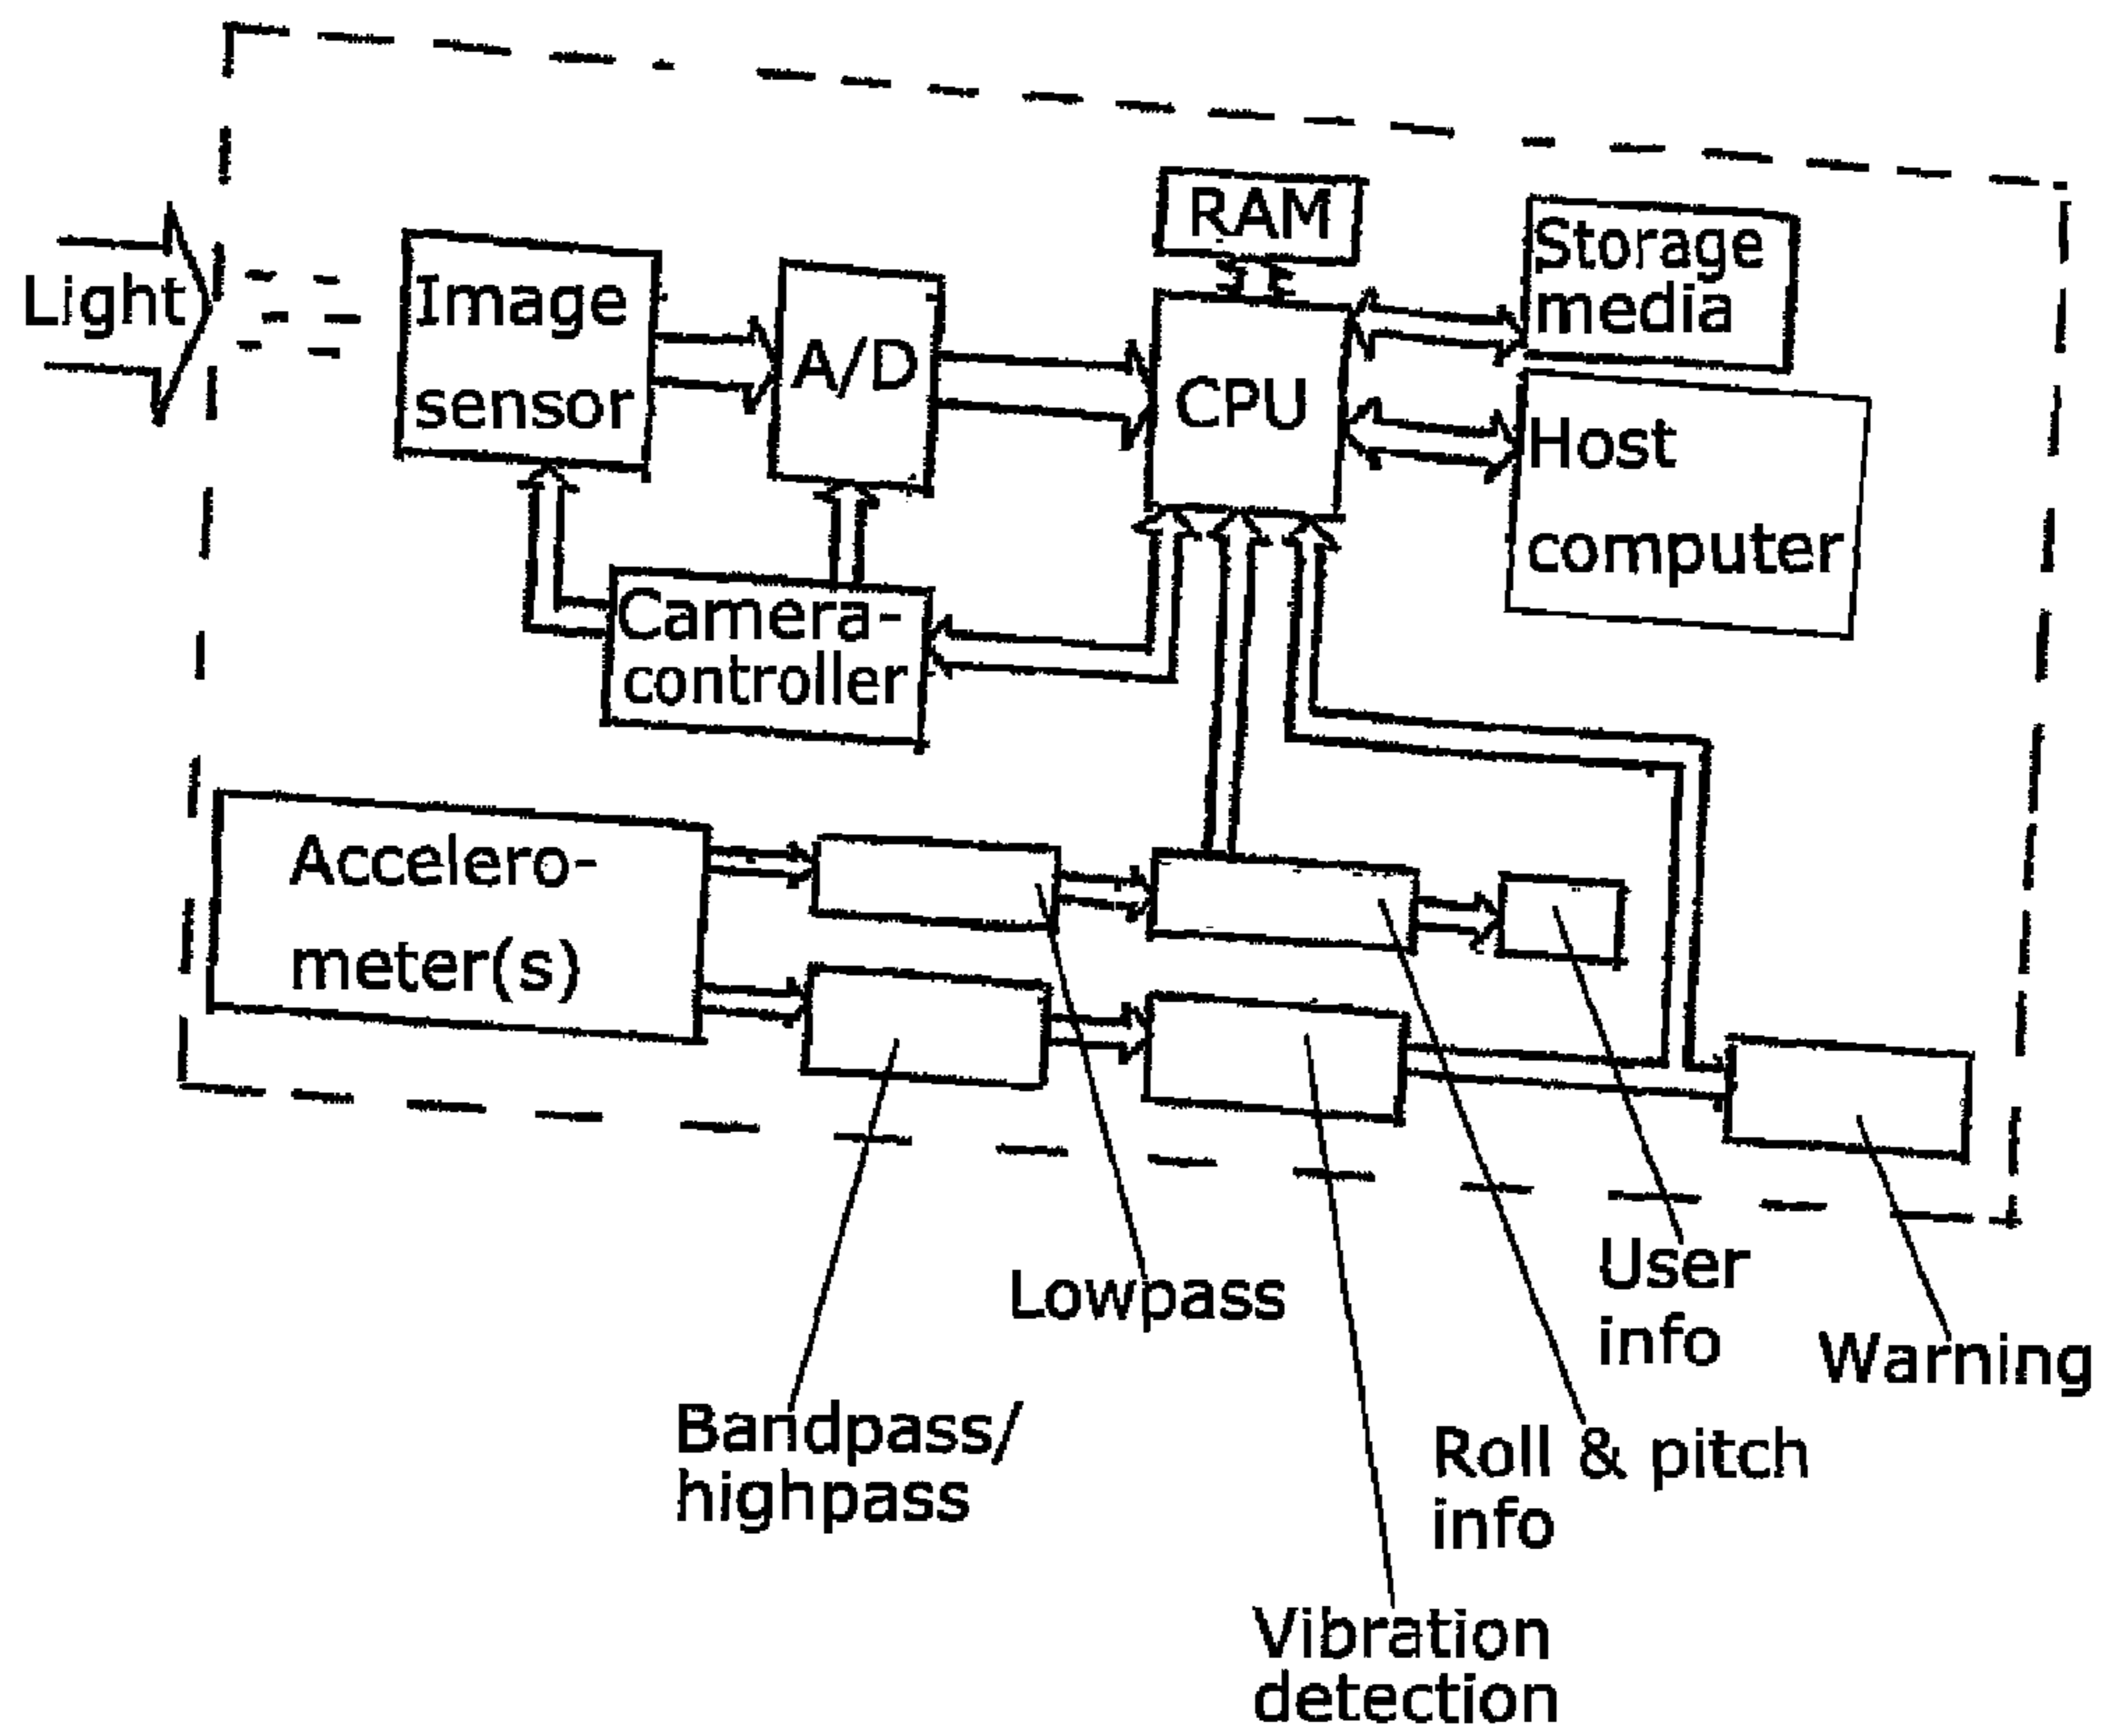 RAM
Storage
media
Light
Image
sensor
A/D
CPU
Host
computer
Camera-
controller
Accelero-
meter(s)
Lowpass
User
info
Warning
Bandpass/
highpass
Roll & pitch
info
Vibration
detection